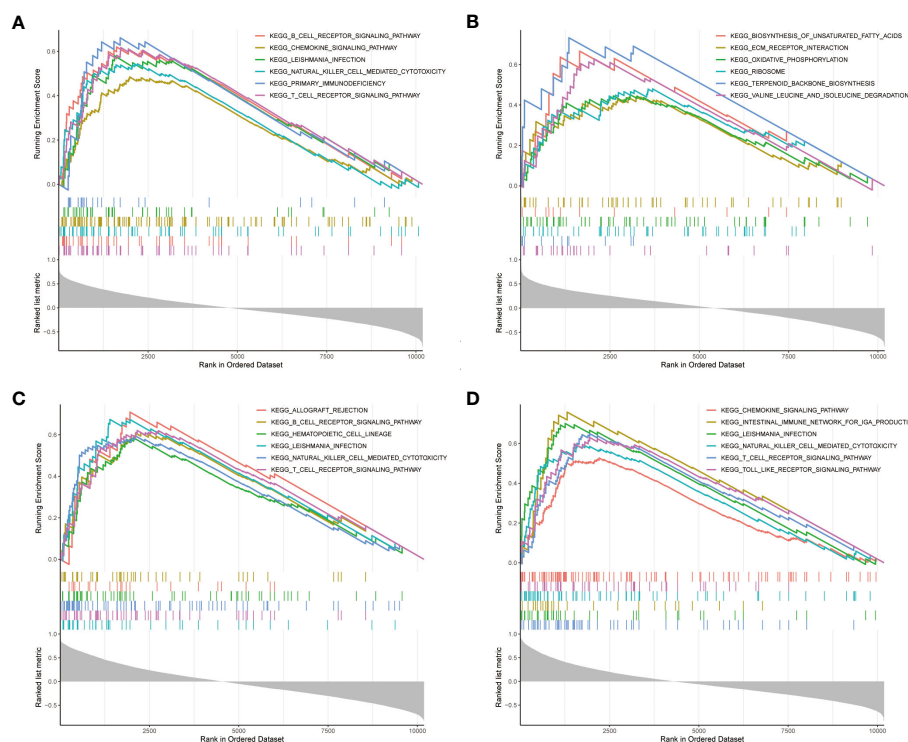 A
KEGG_B_CELL_RECEPTOR_SIGNALING_PATHWAY
KEGG_CHEMOKINE_SIGNALING_PATHWAY
KEGG_LEISHMANIA_INFECTION
KEGG_NATURAL_KILLER_CELL_MEDIATED_CYTOTOXICITY
KEGG_PRIMARY_IMMUNODEFICIENCY
KEGG_T_CELL_RECEPTOR_SIGNALING_PATHWAY
Running Enrichment Score
0.6
0.4
0.2
0.0
Ranked list metric
1.0
0.5
0.0
−0.5
2500
5000
7500
10000
Rank in Ordered Dataset
B
KEGG_BIOSYNTHESIS_OF_UNSATURATED_FATTY_ACIDS
KEGG_ECM_RECEPTOR_INTERACTION
KEGG_OXIDATIVE_PHOSPHORYLATION
KEGG_RIBOSOME
KEGG_TERPENOID_BACKBONE_BIOSYNTHESIS
KEGG_VALINE_LEUCINE_AND_ISOLEUCINE_DEGRADATION
Running Enrichment Score
0.6
0.4
0.2
0.0
Ranked list metric
1.0
0.5
0.0
−0.5
2500
5000
7500
10000
Rank in Ordered Dataset
C
KEGG_ALLOGRAFT_REJECTION
KEGG_B_CELL_RECEPTOR_SIGNALING_PATHWAY
KEGG_HEMATOPOIETIC_CELL_LINEAGE
KEGG_LEISHMANIA_INFECTION
KEGG_NATURAL_KILLER_CELL_MEDIATED_CYTOTOXICITY
KEGG_T_CELL_RECEPTOR_SIGNALING_PATHWAY
Running Enrichment Score
0.6
0.4
0.2
0.0
Ranked list metric
1.0
0.5
0.0
−0.5
2500
5000
7500
10000
Rank in Ordered Dataset
D
KEGG_CHEMOKINE_SIGNALING_PATHWAY
KEGG_INTESTINAL_IMMUNE_NETWORK_FOR_IGA_PRODUCTI
KEGG_LEISHMANIA_INFECTION
KEGG_NATURAL_KILLER_CELL_MEDIATED_CYTOTOXICITY
KEGG_T_CELL_RECEPTOR_SIGNALING_PATHWAY
KEGG_TOLL_LIKE_RECEPTOR_SIGNALING_PATHWAY
Running Enrichment Score
0.6
0.4
0.2
0.0
Ranked list metric
1.0
0.5
0.0
−0.5
2500
5000
7500
10000
Rank in Ordered Dataset